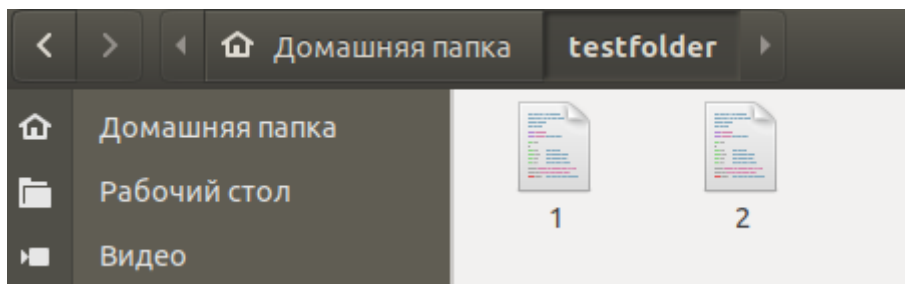 Домашняя папка testfolder
Домашняя папка
Рабочий стол
Видео
1 2